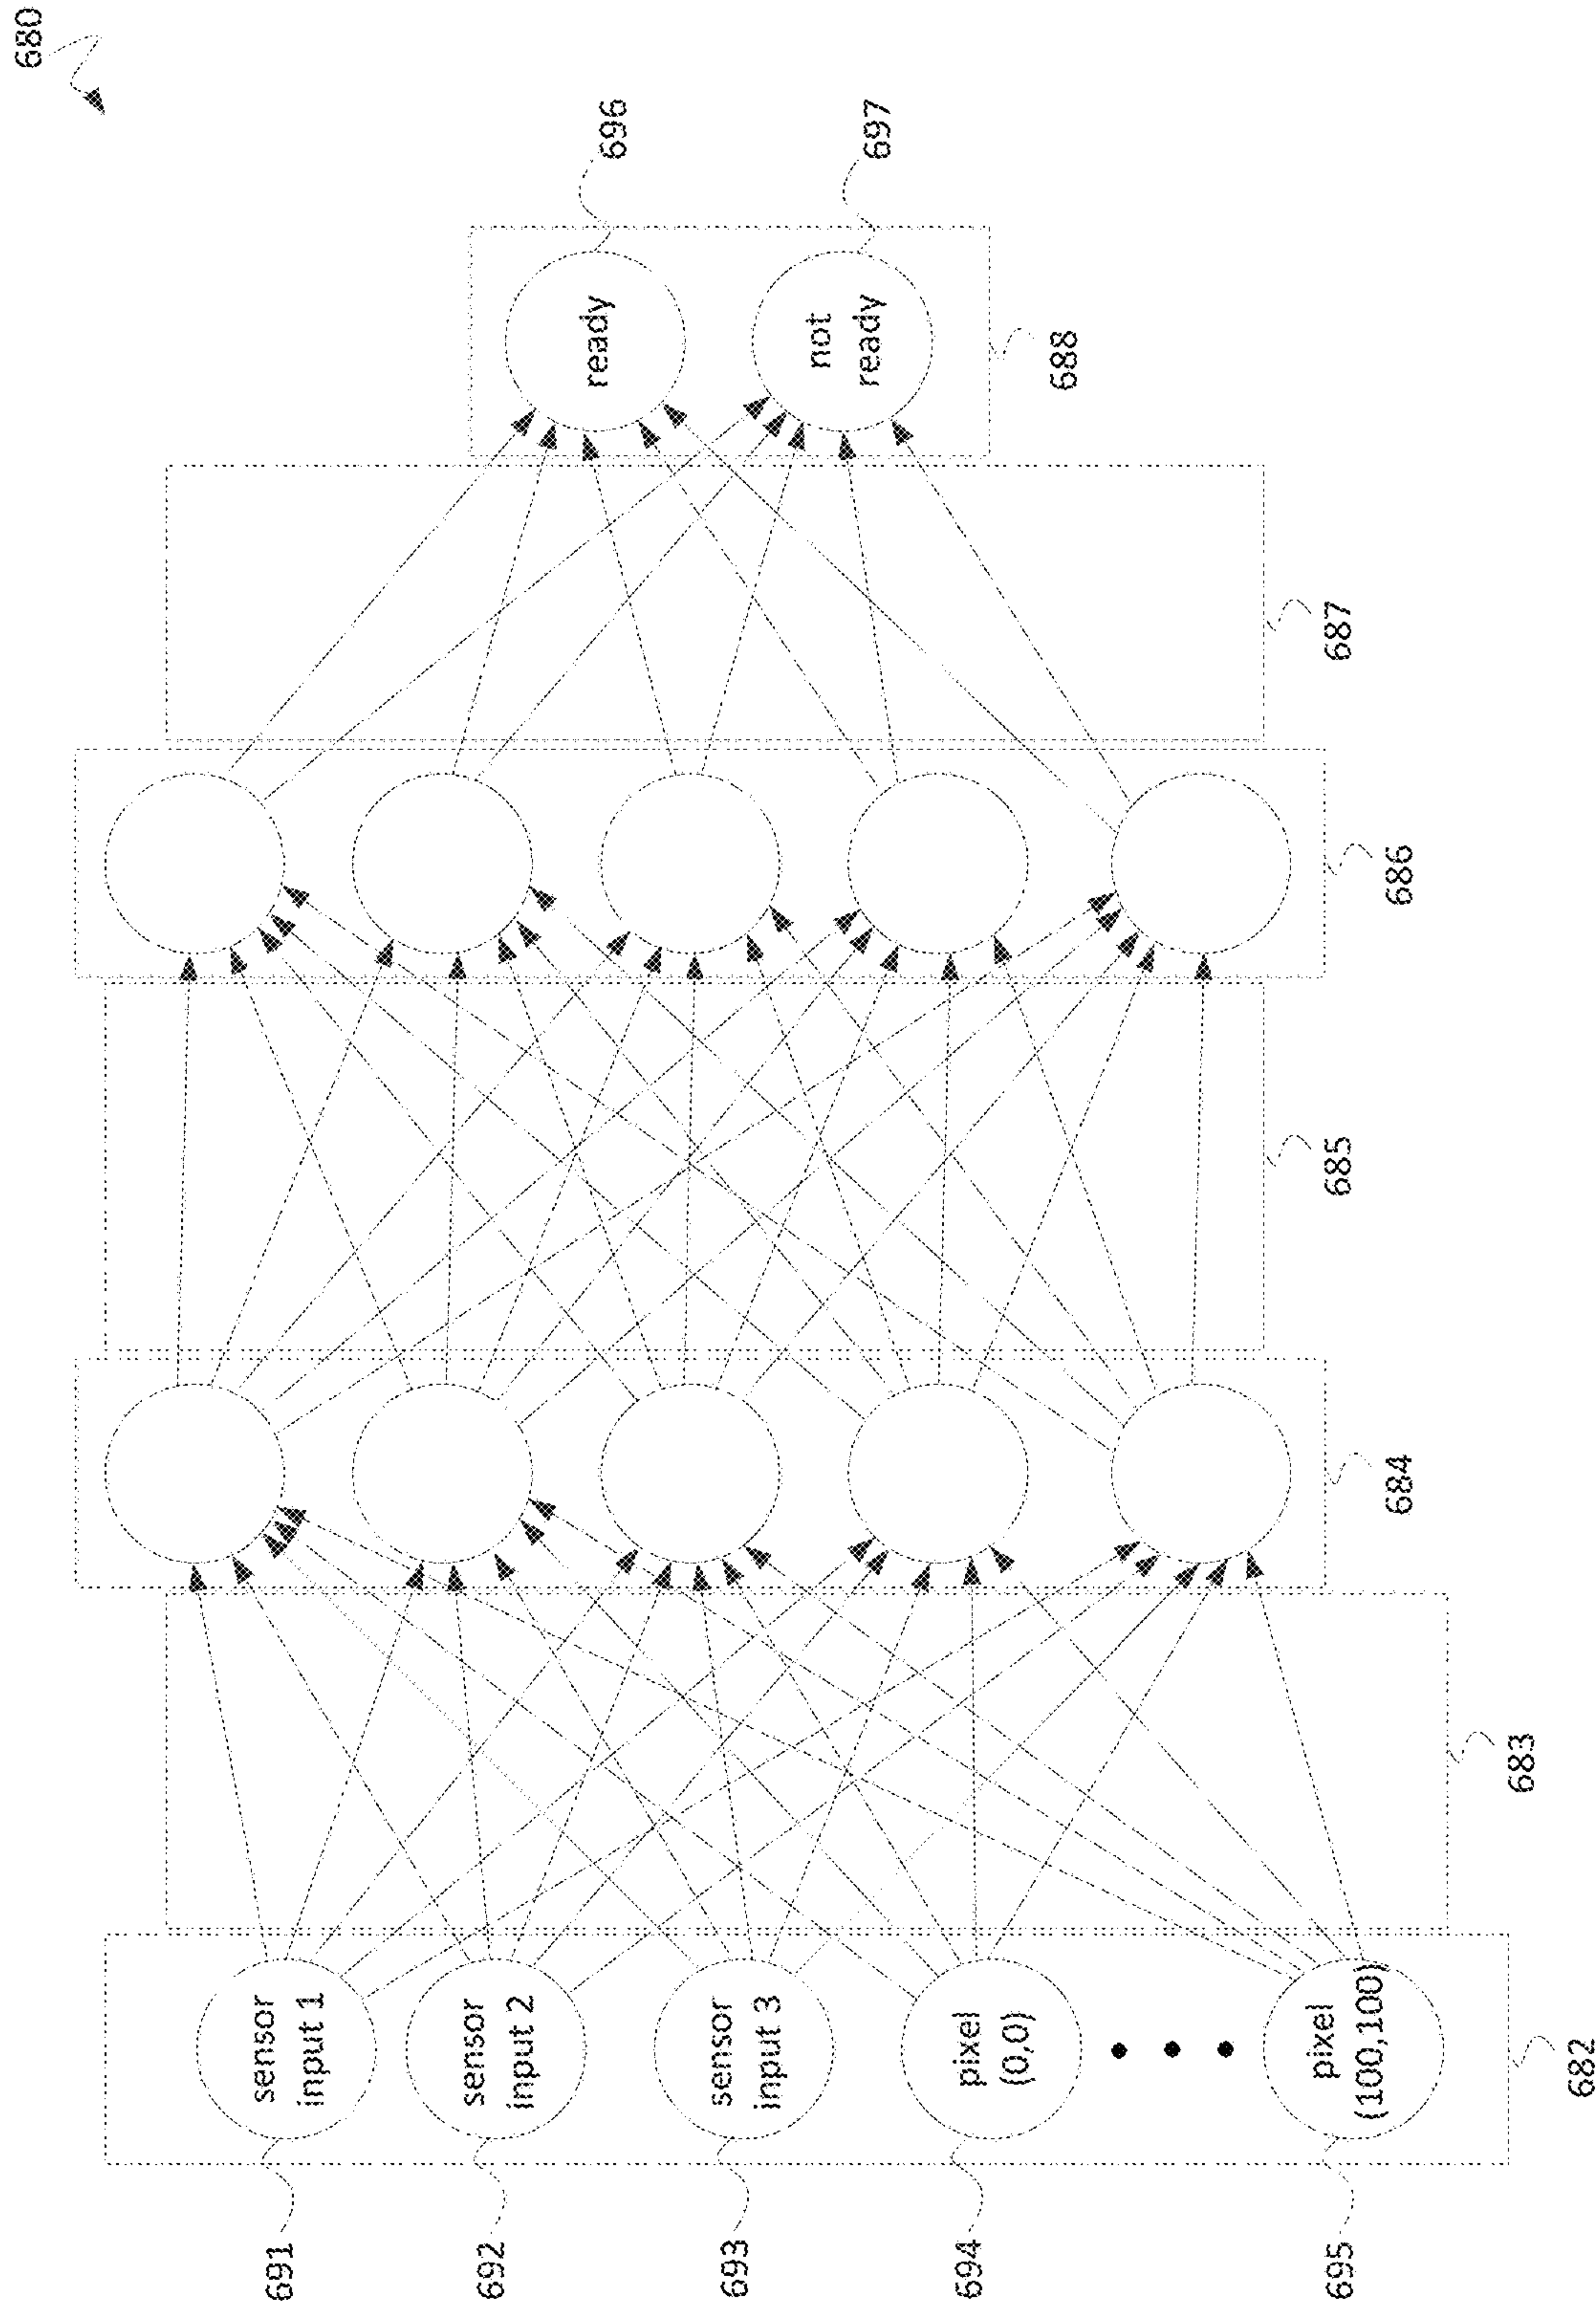 680
691
sensor
input 1
692
sensor
input 2
693
sensor
input 3
694
pixel
(0,0)
695
pixel
(100,100)
682
683
684
685
686
687
ready
696
not
ready
697
688